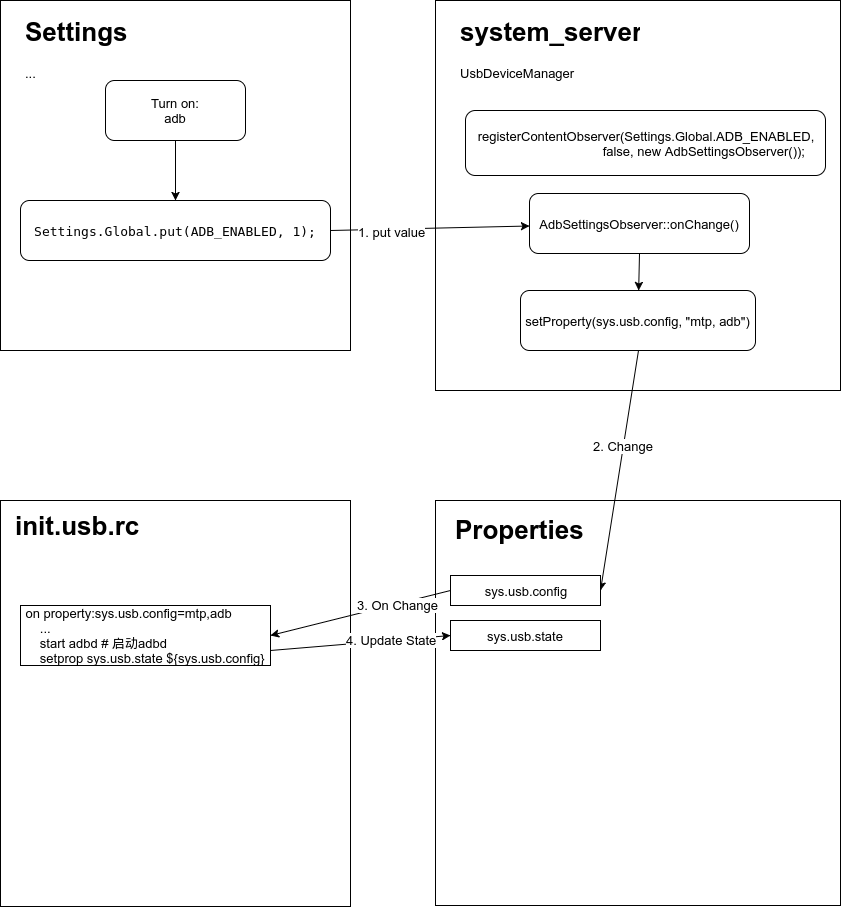 Settings
...
Turn on:
adb
Settings.Global.put(ADB_ENABLED, 1);
1. put value
system_server
UsbDeviceManager
registerContentObserver(Settings.Global.ADB_ENABLED,
false, new AdbSettingsObserver());
AdbSettingsObserver::onChange()
setProperty(sys.usb.config, "mtp, adb")
2. Change
Properties
sys.usb.config
sys.usb.state
3. On Change
4. Update State
init.usb.rc
on property:sys.usb.config=mtp,adb
...
start adbd # 启动adbd
setprop sys.usb.state ${sys.usb.config}